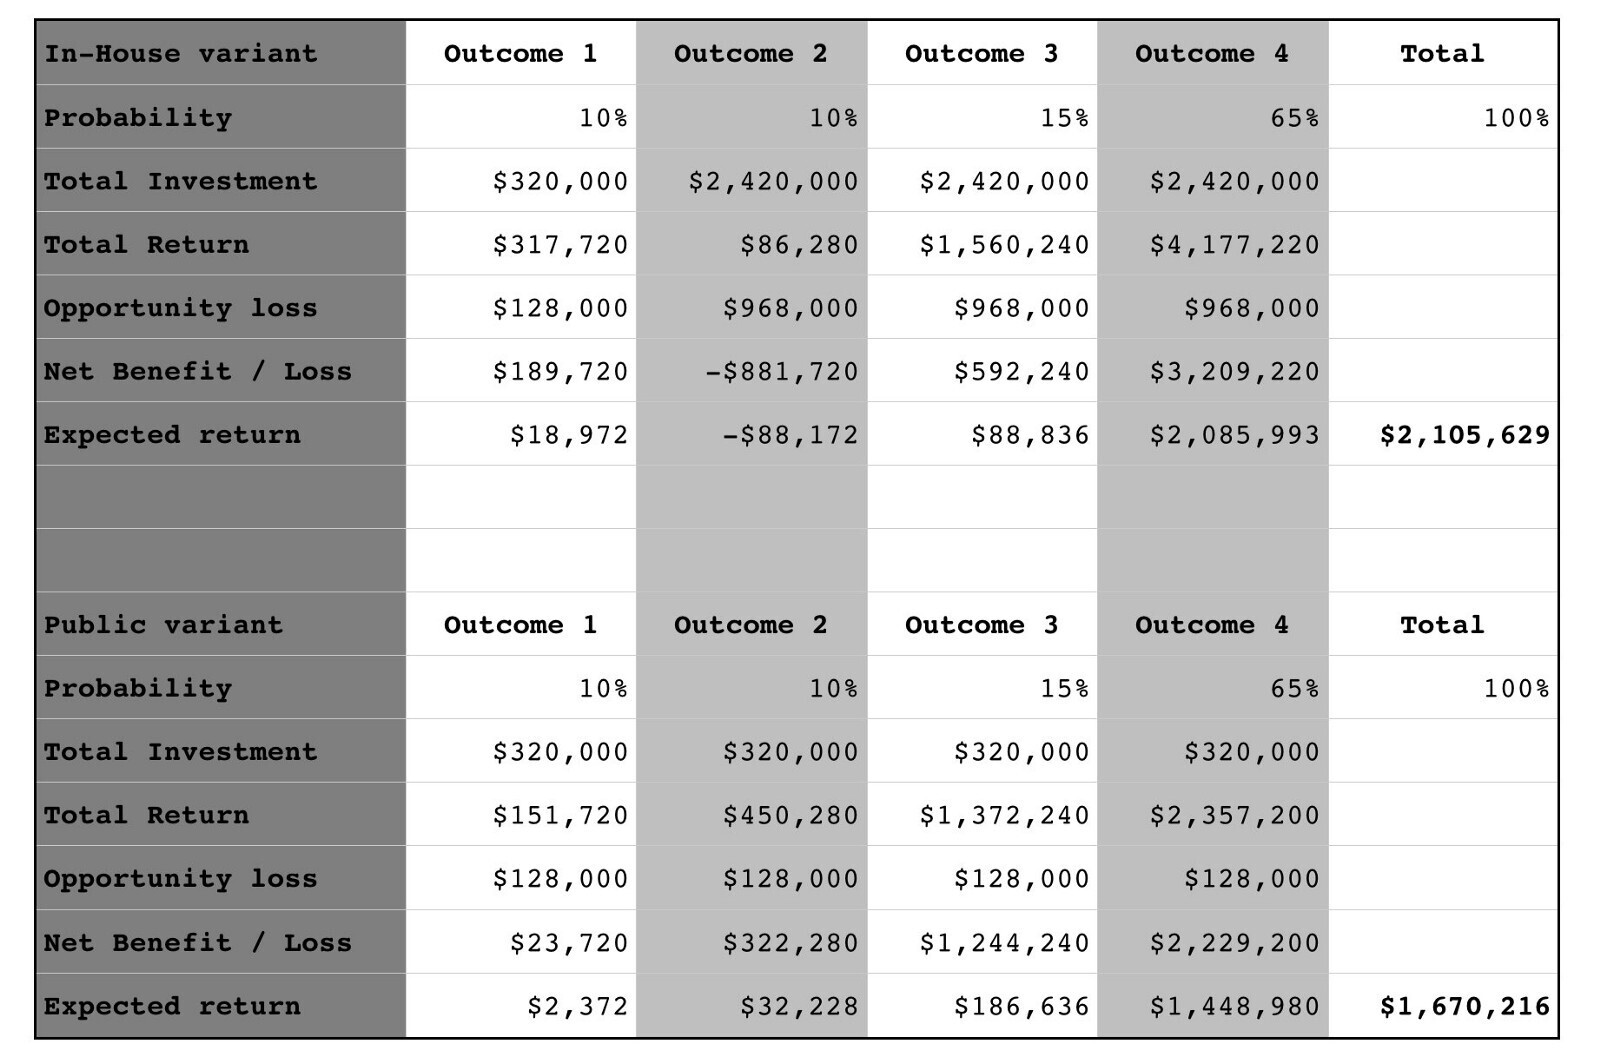 In-House variant Outcome 1 Outcome 2 Outcome 3 Outcome 4 Total
Probability 10% 10% 15% 65% 100%
Total Investment $320,000 $2,420,000 $2,420,000 $2,420,000
Total Return $317,720 $86,280 $1,560,240 $4,177,220
Opportunity loss $128,000 $968,000 $968,000 $968,000
Net Benefit / Loss $189,720 -$881,720 $592,240 $3,209,220
Expected return $18,972 -$88,172 $88,836 $2,085,993 $2,105,629
Public variant Outcome 1 Outcome 2 Outcome 3 Outcome 4 Total
Probability 10% 10% 15% 65% 100%
Total Investment $320,000 $320,000 $320,000 $320,000
Total Return $151,720 $450,280 $1,372,240 $2,357,200
Opportunity loss $128,000 $128,000 $128,000 $128,000
Net Benefit / Loss $23,720 $322,280 $1,244,240 $2,229,200
Expected return $2,372 $32,228 $186,636 $1,448,980 $1,670,216